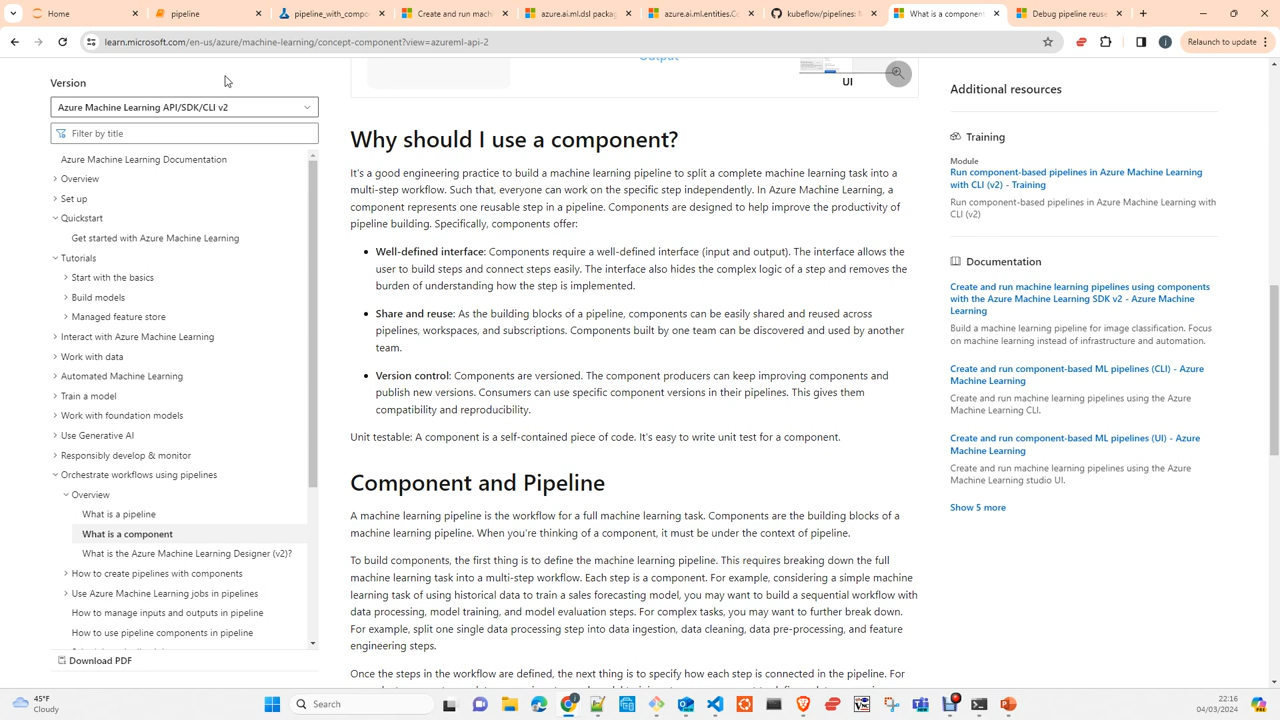 Home
pipeline
pipeline_with_compo
Create and run mach
azure.ai.ml.dsl package
azure.ai.ml.entities.Co
kubeflow/pipelines: M
What is a component
Debug pipeline reuse
learn.microsoft.com/en-us/azure/machine-learning/concept-component?view=azureml-api-2
Relaunch to update
Version
Azure Machine Learning API/SDK/CLI v2
Filter by title
Azure Machine Learning Documentation
Overview
Set up
Quickstart
Get started with Azure Machine Learning
Tutorials
Start with the basics
Build models
Managed feature store
Interact with Azure Machine Learning
Work with data
Automated Machine Learning
Train a model
Work with foundation models
Use Generative AI
Responsibly develop & monitor
Orchestrate workflows using pipelines
Overview
What is a pipeline
What is a component
What is the Azure Machine Learning Designer (v2)?
How to create pipelines with components
Use Azure Machine Learning jobs in pipelines
How to manage inputs and outputs in pipeline
How to use pipeline components in pipeline
Download PDF
Output
UI
Why should I use a component?
It's a good engineering practice to build a machine learning pipeline to split a complete machine learning task into a
multi-step workflow. Such that, everyone can work on the specific step independently. In Azure Machine Learning, a
component represents one reusable step in a pipeline. Components are designed to help improve the productivity of
pipeline building. Specifically, components offer:
• Well-defined interface: Components require a well-defined interface (input and output). The interface allows the
user to build steps and connect steps easily. The interface also hides the complex logic of a step and removes the
burden of understanding how the step is implemented.
• Share and reuse: As the building blocks of a pipeline, components can be easily shared and reused across
pipelines, workspaces, and subscriptions. Components built by one team can be discovered and used by another
team.
• Version control: Components are versioned. The component producers can keep improving components and
publish new versions. Consumers can use specific component versions in their pipelines. This gives them
compatibility and reproducibility.
Unit testable: A component is a self-contained piece of code. It's easy to write unit test for a component.
Component and Pipeline
A machine learning pipeline is the workflow for a full machine learning task. Components are the building blocks of a
machine learning pipeline. When you're thinking of a component, it must be under the context of pipeline.
To build components, the first thing is to define the machine learning pipeline. This requires breaking down the full
machine learning task into a multi-step workflow. Each step is a component. For example, considering a simple machine
learning task of using historical data to train a sales forecasting model, you may want to build a sequential workflow with
data processing, model training, and model evaluation steps. For complex tasks, you may want to further break down.
For example, split one single data processing step into data ingestion, data cleaning, data pre-processing, and feature
engineering steps.
Once the steps in the workflow are defined, the next thing is to specify how each step is connected in the pipeline. For
Additional resources
Training
Module
Run component-based pipelines in Azure Machine Learning
with CLI (v2) - Training
Run component-based pipelines in Azure Machine Learning with
CLI (v2)
Documentation
Create and run machine learning pipelines using components
with the Azure Machine Learning SDK v2 - Azure Machine
Learning
Build a machine learning pipeline for image classification. Focus
on machine learning instead of infrastructure and automation.
Create and run component-based ML pipelines (CLI) - Azure
Machine Learning
Create and run machine learning pipelines using the Azure
Machine Learning CLI.
Create and run component-based ML pipelines (UI) - Azure
Machine Learning
Create and run machine learning pipelines using the Azure
Machine Learning studio UI.
Show 5 more
45°F
Cloudy
Search
22:16
04/03/2024